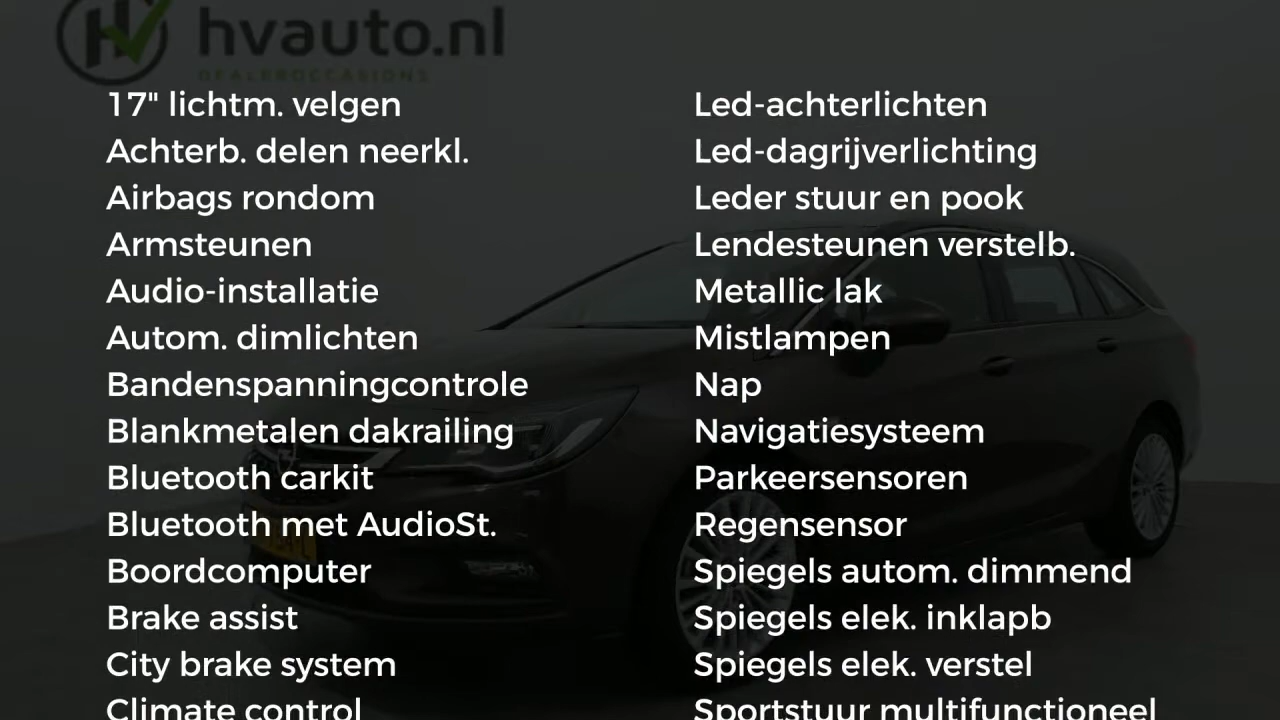 hvauto.nl
DEALEROCCASIONS
17" lichtm. velgen
Achterb. delen neerkl.
Airbags rondom
Armsteunen
Audio-installatie
Autom. dimlichten
Bandenspanningcontrole
Blankmetalen dakrailing
Bluetooth carkit
Bluetooth met AudioSt.
Boordcomputer
Brake assist
City brake system
Climate control
Led-achterlichten
Led-dagrijverlichting
Leder stuur en pook
Lendesteunen verstelb.
Metallic lak
Mistlampen
Nap
Navigatiesysteem
Parkeersensoren
Regensensor
Spiegels autom. dimmend
Spiegels elek. inklapb
Spiegels elek. verstel
Sportstuur multifunctioneel